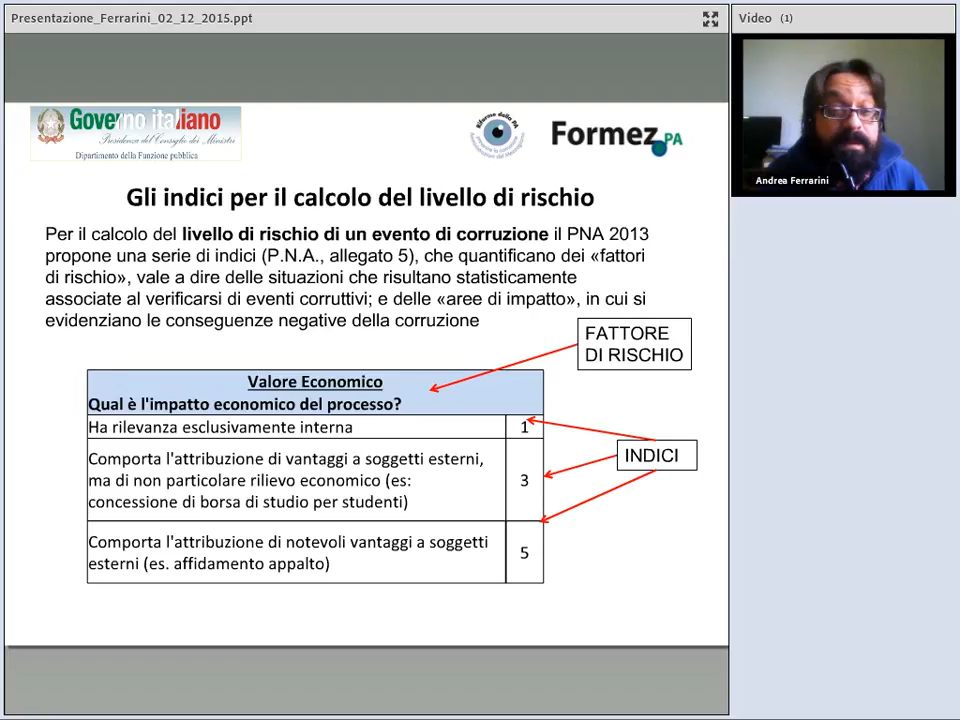 Presentazione_Ferrarini_02_12_2015.ppt
Video (1)
Governo italiano
Presidenza del Consiglio dei Ministri
Dipartimento della Funzione pubblica
Riforme della PA
Formez PA
Andrea Ferrarini
Gli indici per il calcolo del livello di rischio
Per il calcolo del livello di rischio di un evento di corruzione il PNA 2013
propone una serie di indici (P.N.A., allegato 5), che quantificano dei «fattori
di rischio», vale a dire delle situazioni che risultano statisticamente
associate al verificarsi di eventi corruttivi; e delle «aree di impatto», in cui si
evidenziano le conseguenze negative della corruzione
FATTORE
DI RISCHIO
Valore Economico
Qual è l'impatto economico del processo?
Ha rilevanza esclusivamente interna 1
Comporta l'attribuzione di vantaggi a soggetti esterni,
ma di non particolare rilievo economico (es: 3
concessione di borsa di studio per studenti)
INDICI
Comporta l'attribuzione di notevoli vantaggi a soggetti
esterni (es. affidamento appalto) 5